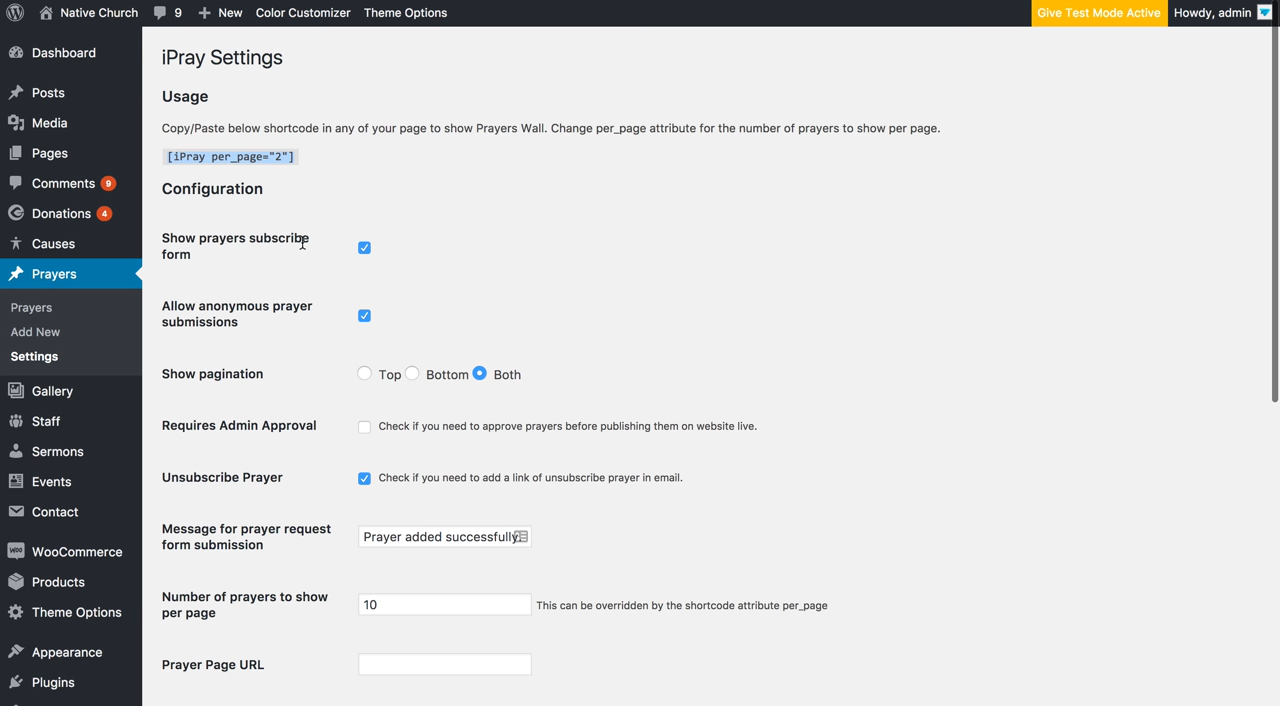 Native Church 9 New Color Customizer Theme Options Give Test Mode Active Howdy, admin
Dashboard
Posts
Media
Pages
Comments 9
Donations 4
Causes
Prayers
Prayers
Add New
Settings
Gallery
Staff
Sermons
Events
Contact
WooCommerce
Products
Theme Options
Appearance
Plugins
iPray Settings
Usage
Copy/Paste below shortcode in any of your page to show Prayers Wall. Change per_page attribute for the number of prayers to show per page.
[iPray per_page="2"]
Configuration
Show prayers subscribe
form
Allow anonymous prayer
submissions
Show pagination Top Bottom Both
Requires Admin Approval Check if you need to approve prayers before publishing them on website live.
Unsubscribe Prayer Check if you need to add a link of unsubscribe prayer in email.
Message for prayer request
form submission
Prayer added successfully.
Number of prayers to show
per page
10 This can be overridden by the shortcode attribute per_page
Prayer Page URL